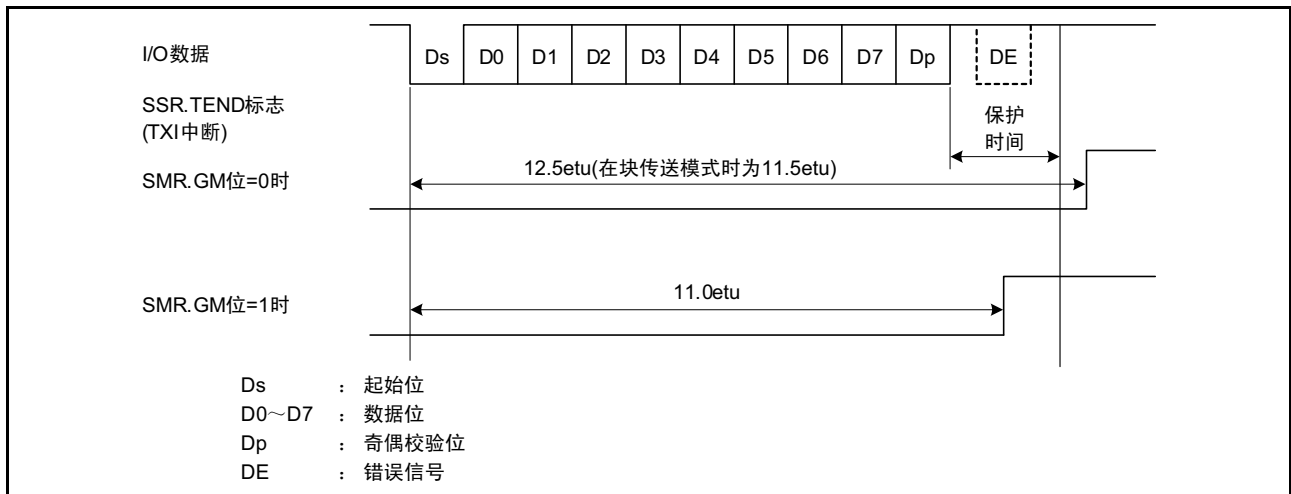 I/O数据
Ds D0 D1 D2 D3 D4 D5 D6 D7 Dp DE
SSR.TEND标志
(TXI中断)
保护
时间
12.5etu(在块传送模式时为11.5etu)
SMR.GM位=0时
11.0etu
SMR.GM位=1时
Ds : 起始位
D0～D7 : 数据位
Dp : 奇偶校验位
DE : 错误信号